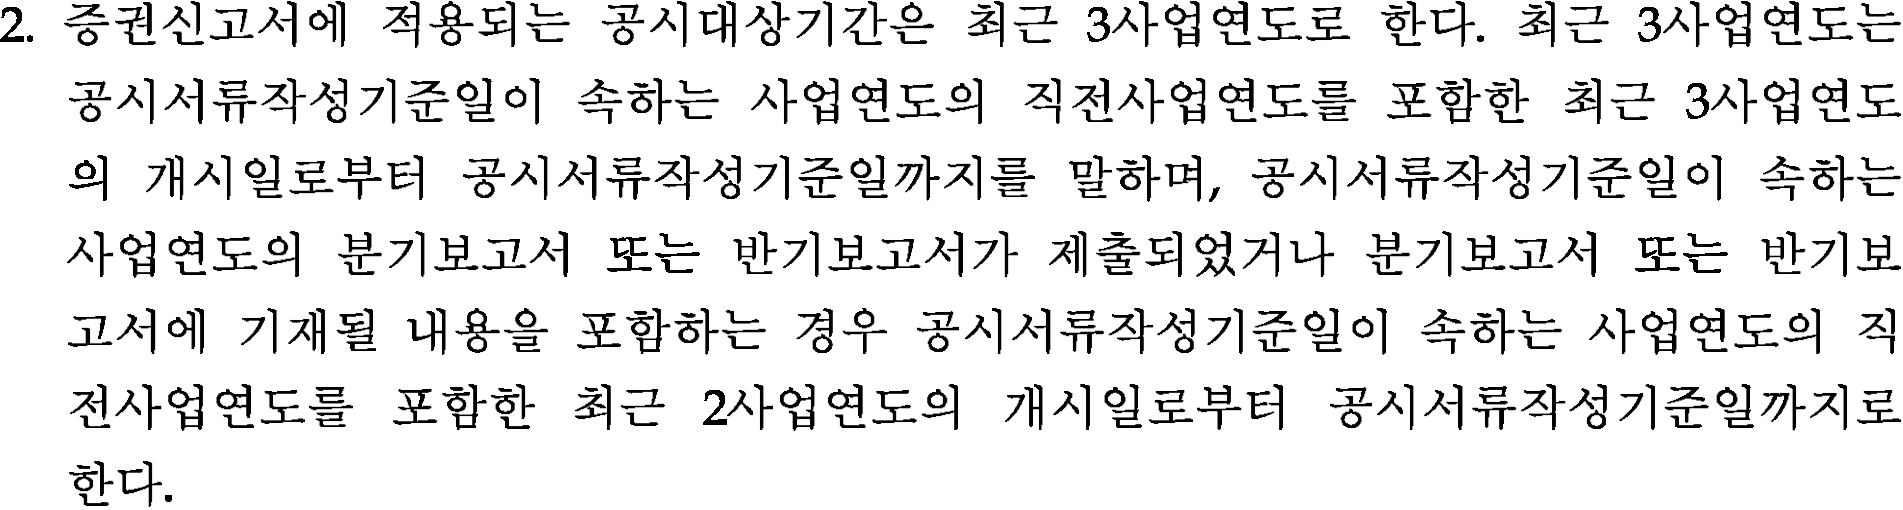 2. 증권신고서에 적용되는 공시대상기간은 최근 3사업연도로 한다. 최근 3사업연도는
공시서류작성기준일이 속하는 사업연도의 직전사업연도를 포함한 최근 3사업연도
의 개시일로부터 공시서류작성기준일까지를 말하며, 공시서류작성기준일이 속하는
사업연도의 분기보고서 또는 반기보고서가 제출되었거나 분기보고서 또는 반기보
고서에 기재될 내용을 포함하는 경우 공시서류작성기준일이 속하는 사업연도의 직
전사업연도를 포함한 최근 2사업연도의 개시일로부터 공시서류작성기준일까지로
한다.